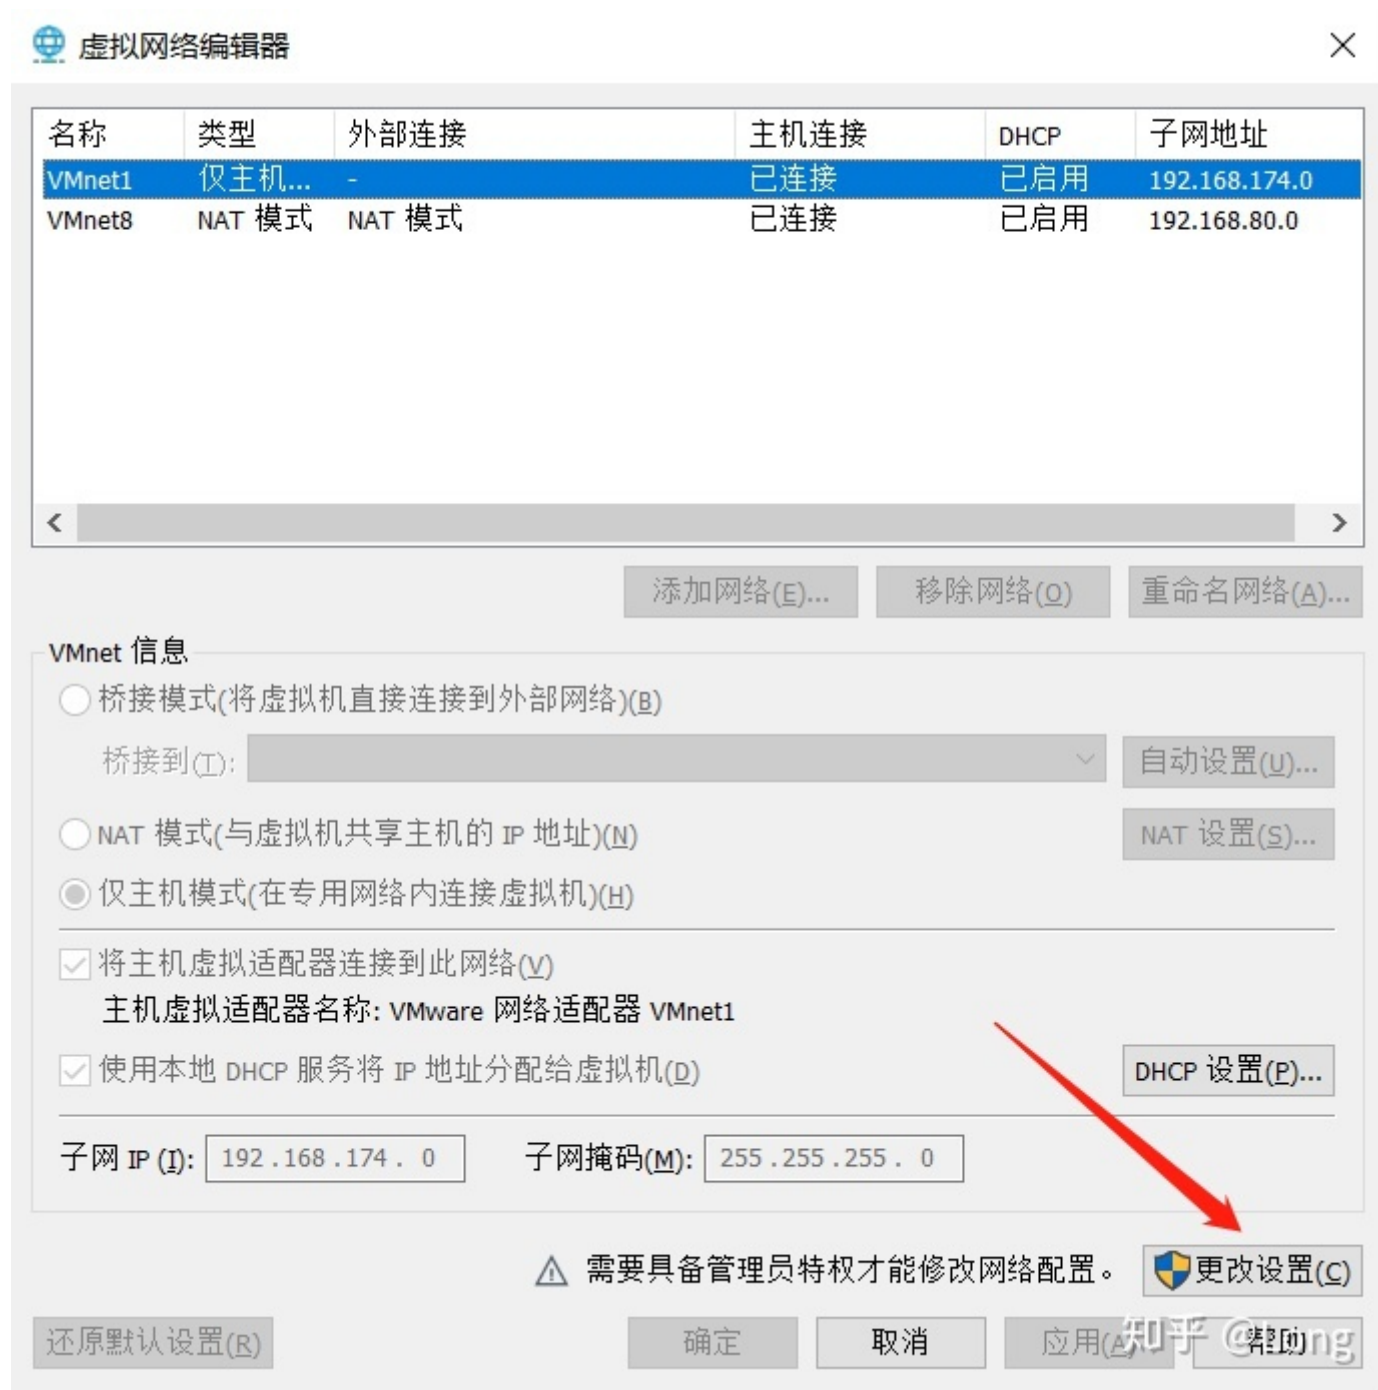 虚拟网络编辑器
名称 类型 外部连接 主机连接 DHCP 子网地址
VMnet1 仅主机... - 已连接 已启用 192.168.174.0
VMnet8 NAT 模式 NAT 模式 已连接 已启用 192.168.80.0
添加网络(E)... 移除网络(O) 重命名网络(A)...
VMnet 信息
桥接模式(将虚拟机直接连接到外部网络)(B)
桥接到(T): 自动设置(U)...
NAT 模式(与虚拟机共享主机的 IP 地址)(N) NAT 设置(S)...
仅主机模式(在专用网络内连接虚拟机)(H)
将主机虚拟适配器连接到此网络(V)
主机虚拟适配器名称: VMware 网络适配器 VMnet1
使用本地 DHCP 服务将 IP 地址分配给虚拟机(D) DHCP 设置(P)...
子网 IP (I): 192.168.174.0 子网掩码(M): 255.255.255.0
需要具备管理员特权才能修改网络配置。 更改设置(C)
还原默认设置(R) 确定 取消 应用(A) 帮助
知乎